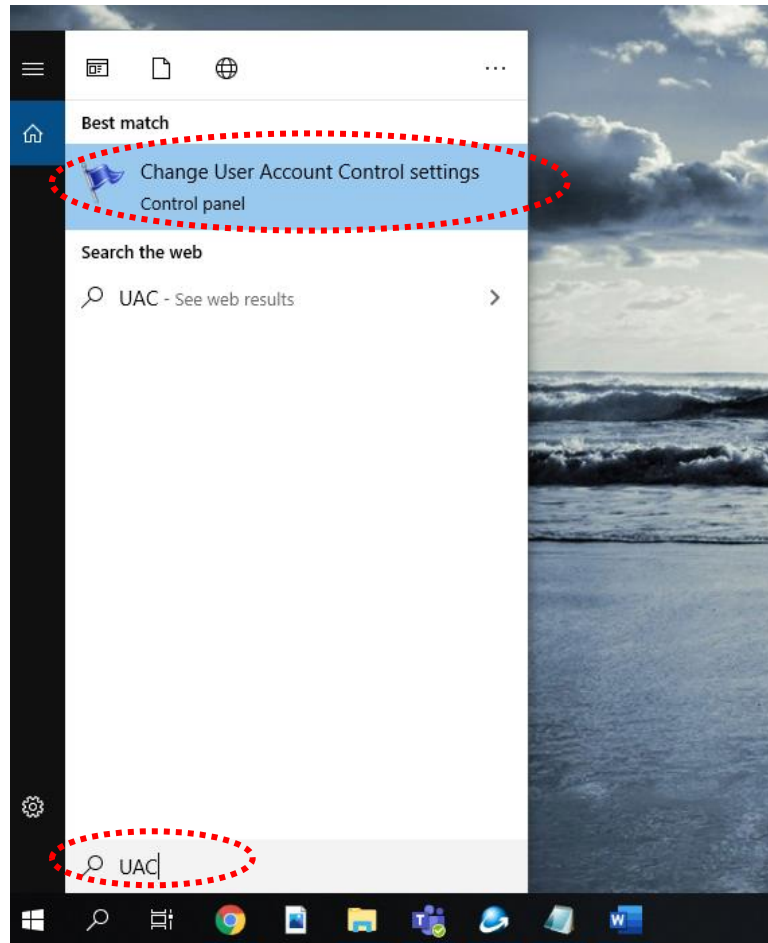 ...
Best match
Change User Account Control settings
Control panel
Search the web
UAC - See web results
UAC